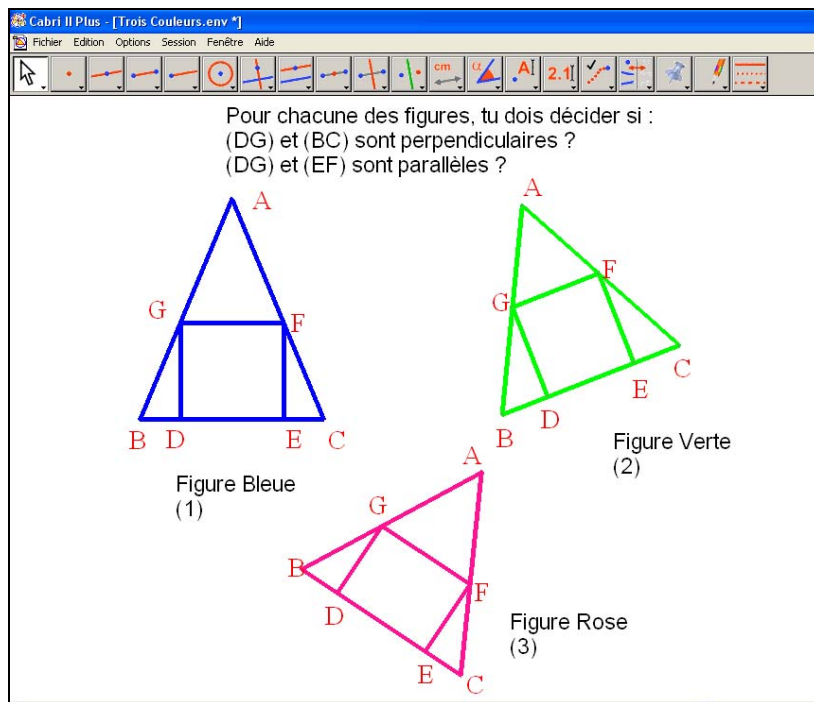 Cabri II Plus - [Trois Couleurs.env *]
Fichier Edition Options Session Fenêtre Aide
cm α A 2.1
Pour chacune des figures, tu dois décider si :
(DG) et (BC) sont perpendiculaires ?
(DG) et (EF) sont parallèles ?
A
G F
B D E C
Figure Bleue
(1)
A
F
G
C
E
D
B
Figure Verte
(2)
A
G
B
F
D
E
C
Figure Rose
(3)